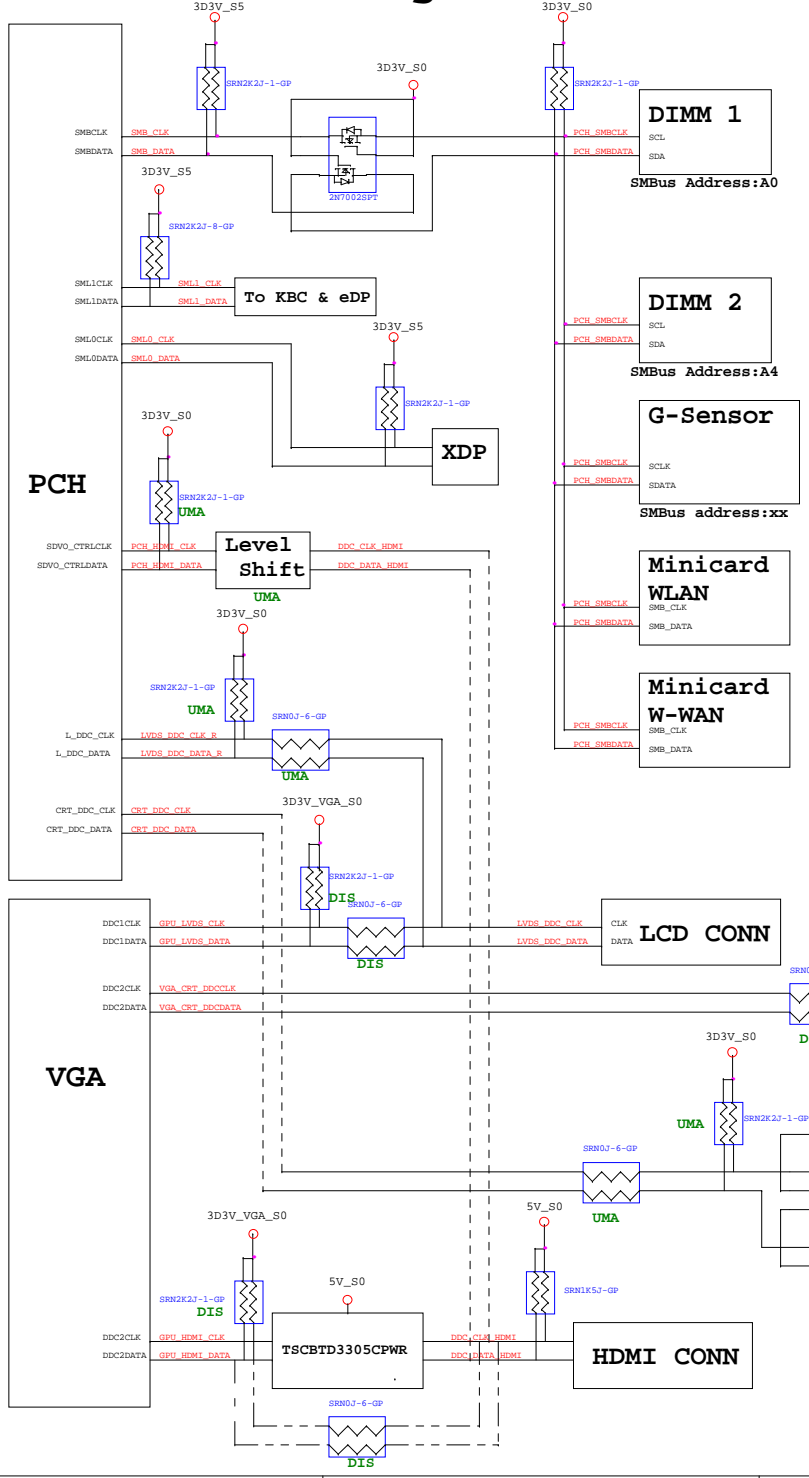 3D3V_S5
3D3V_S0
SRN2K2J-1-GP
3D3V_S0
SRN2K2J-1-GP
DIMM 1
SMBCLK
SMB_CLK
PCH_SMBCLK
SCL
SMBDATA
SMB_DATA
PCH_SMBDATA
SDA
3D3V_S5
2N7002SPT
SMBus Address:A0
SRN2K2J-8-GP
SML1CLK
SML1_CLK
SML1DATA
SML1_DATA
To KBC & eDP
DIMM 2
PCH_SMBCLK
SCL
SML0CLK
SML0_CLK
3D3V_S5
PCH_SMBDATA
SDA
SML0DATA
SML0_DATA
SMBus Address:A4
SRN2K2J-1-GP
3D3V_S0
G-Sensor
XDP
PCH_SMBCLK
SCLK
PCH_SMBDATA
SDATA
PCH
SRN2K2J-1-GP
UMA
SMBus address:xx
SDVO_CTRLCLK
PCH_HDMI_CLK
Level
Shift
DDC_CLK_HDMI
SDVO_CTRLDATA
PCH_HDMI_DATA
DDC_DATA_HDMI
UMA
Minicard
WLAN
PCH_SMBCLK
SMB_CLK
PCH_SMBDATA
SMB_DATA
3D3V_S0
SRN2K2J-1-GP
UMA
SRN0J-6-GP
Minicard
W-WAN
PCH_SMBCLK
SMB_CLK
PCH_SMBDATA
SMB_DATA
L_DDC_CLK
LVDS_DDC_CLK_R
L_DDC_DATA
LVDS_DDC_DATA_R
UMA
3D3V_VGA_S0
CRT_DDC_CLK
CRT_DDC_CLK
CRT_DDC_DATA
CRT_DDC_DATA
SRN2K2J-1-GP
DIS
SRN0J-6-GP
DDC1CLK
GPU_LVDS_CLK
LVDS_DDC_CLK
CLK
DDC1DATA
GPU_LVDS_DATA
LVDS_DDC_DATA
DATA
LCD CONN
DIS
DDC2CLK
VGA_CRT_DDCCLK
DDC2DATA
VGA_CRT_DDCDATA
3D3V_S0
VGA
UMA
SRN2K2J-1-GP
SRN0J-6-GP
UMA
3D3V_VGA_S0
5V_S0
5V_S0
SRN2K2J-1-GP
DIS
SRN1K5J-GP
DDC2CLK
GPU_HDMI_CLK
TSCBTD3305CPWR
DDC_CLK_HDMI
DDC2DATA
GPU_HDMI_DATA
DDC_DATA_HDMI
HDMI CONN
SRN0J-6-GP
DIS